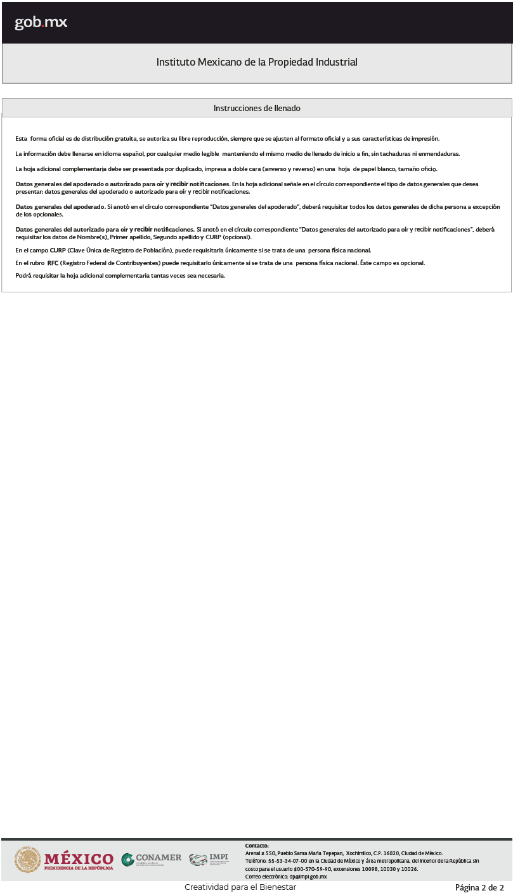 gob.mx
Instituto Mexicano de la Propiedad Industrial
Instrucciones de llenado
Esta forma oficial es de distribución gratuita, se autoriza su libre reproducción, siempre que se ajusten al formato oficial y a sus características de impresión.
La información debe llenarse en idioma español, por cualquier medio legible manteniendo el mismo medio de llenado de inicio a fin, sin tachaduras ni enmendaduras.
La hoja adicional complementaria debe ser presentada por duplicado, impresa a doble cara (anverso y reverso) en una hoja de papel blanco, tamaño oficio.
Datos generales del apoderado o autorizado para oír y recibir notificaciones. En la hoja adicional señale en el círculo correspondiente el tipo de datos generales que desea
presentar: datos generales del apoderado o autorizado para oír y recibir notificaciones.
Datos generales del apoderado. Si anotó en el círculo correspondiente "Datos generales del apoderado", deberá requisitar todos los datos generales de dicha persona a excepción
de los opcionales.
Datos generales del autorizado para oír y recibir notificaciones. Si anotó en el círculo correspondiente "Datos generales del autorizado para oír y recibir notificaciones", deberá
requisitar los datos de Nombre(s), Primer apellido, Segundo apellido y CURP (opcional).
En el campo CURP (Clave Única de Registro de Población), puede requisitarlo únicamente si se trata de una persona física nacional.
En el rubro RFC (Registro Federal de Contribuyentes) puede requisitarlo únicamente si se trata de una persona física nacional. Éste campo es opcional.
Podrá requisitar la hoja adicional complementaria tantas veces sea necesaria.
MÉXICO
PRESIDENCIA DE LA REPÚBLICA
CONAMER
IMPI
Contacto:
Arenal # 550, Pueblo Santa María Tepepan, Xochimilco, C.P. 16020, Ciudad de México.
Teléfono: 55-53-34-07-00 en la Ciudad de México y área metropolitana, del interior de la República sin
costo para el usuario 800-570-59-90, extensiones 10098, 10030 y 10026.
Correo electrónico: opa@impi.gob.mx
Creatividad para el Bienestar
Página 2 de 2